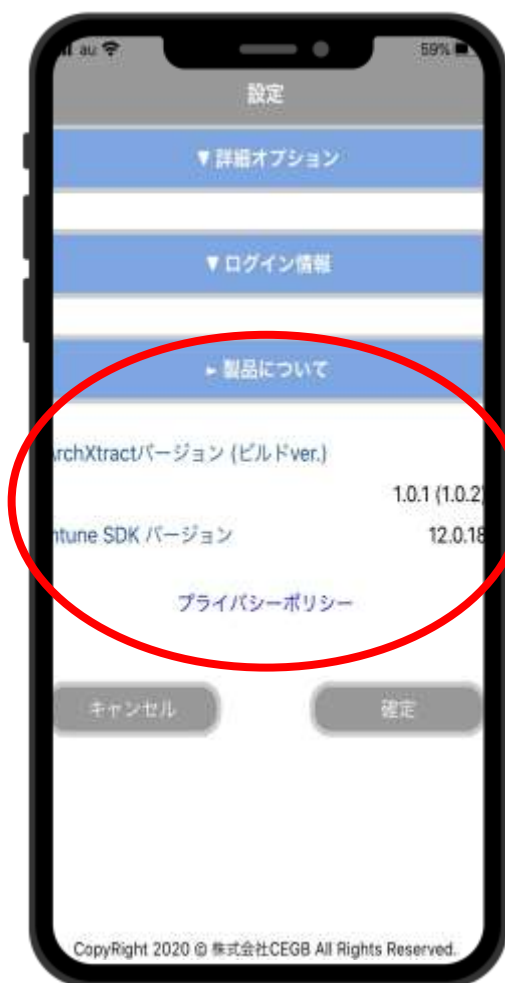 au 59%
設定
▼詳細オプション
▼ログイン情報
► 製品について
rchXtractバージョン (ビルドver.)
1.0.1 (1.0.2)
ntune SDK バージョン 12.0.18
プライバシーポリシー
キャンセル 確定
CopyRight 2020 © 株式会社CEGB All Rights Reserved.